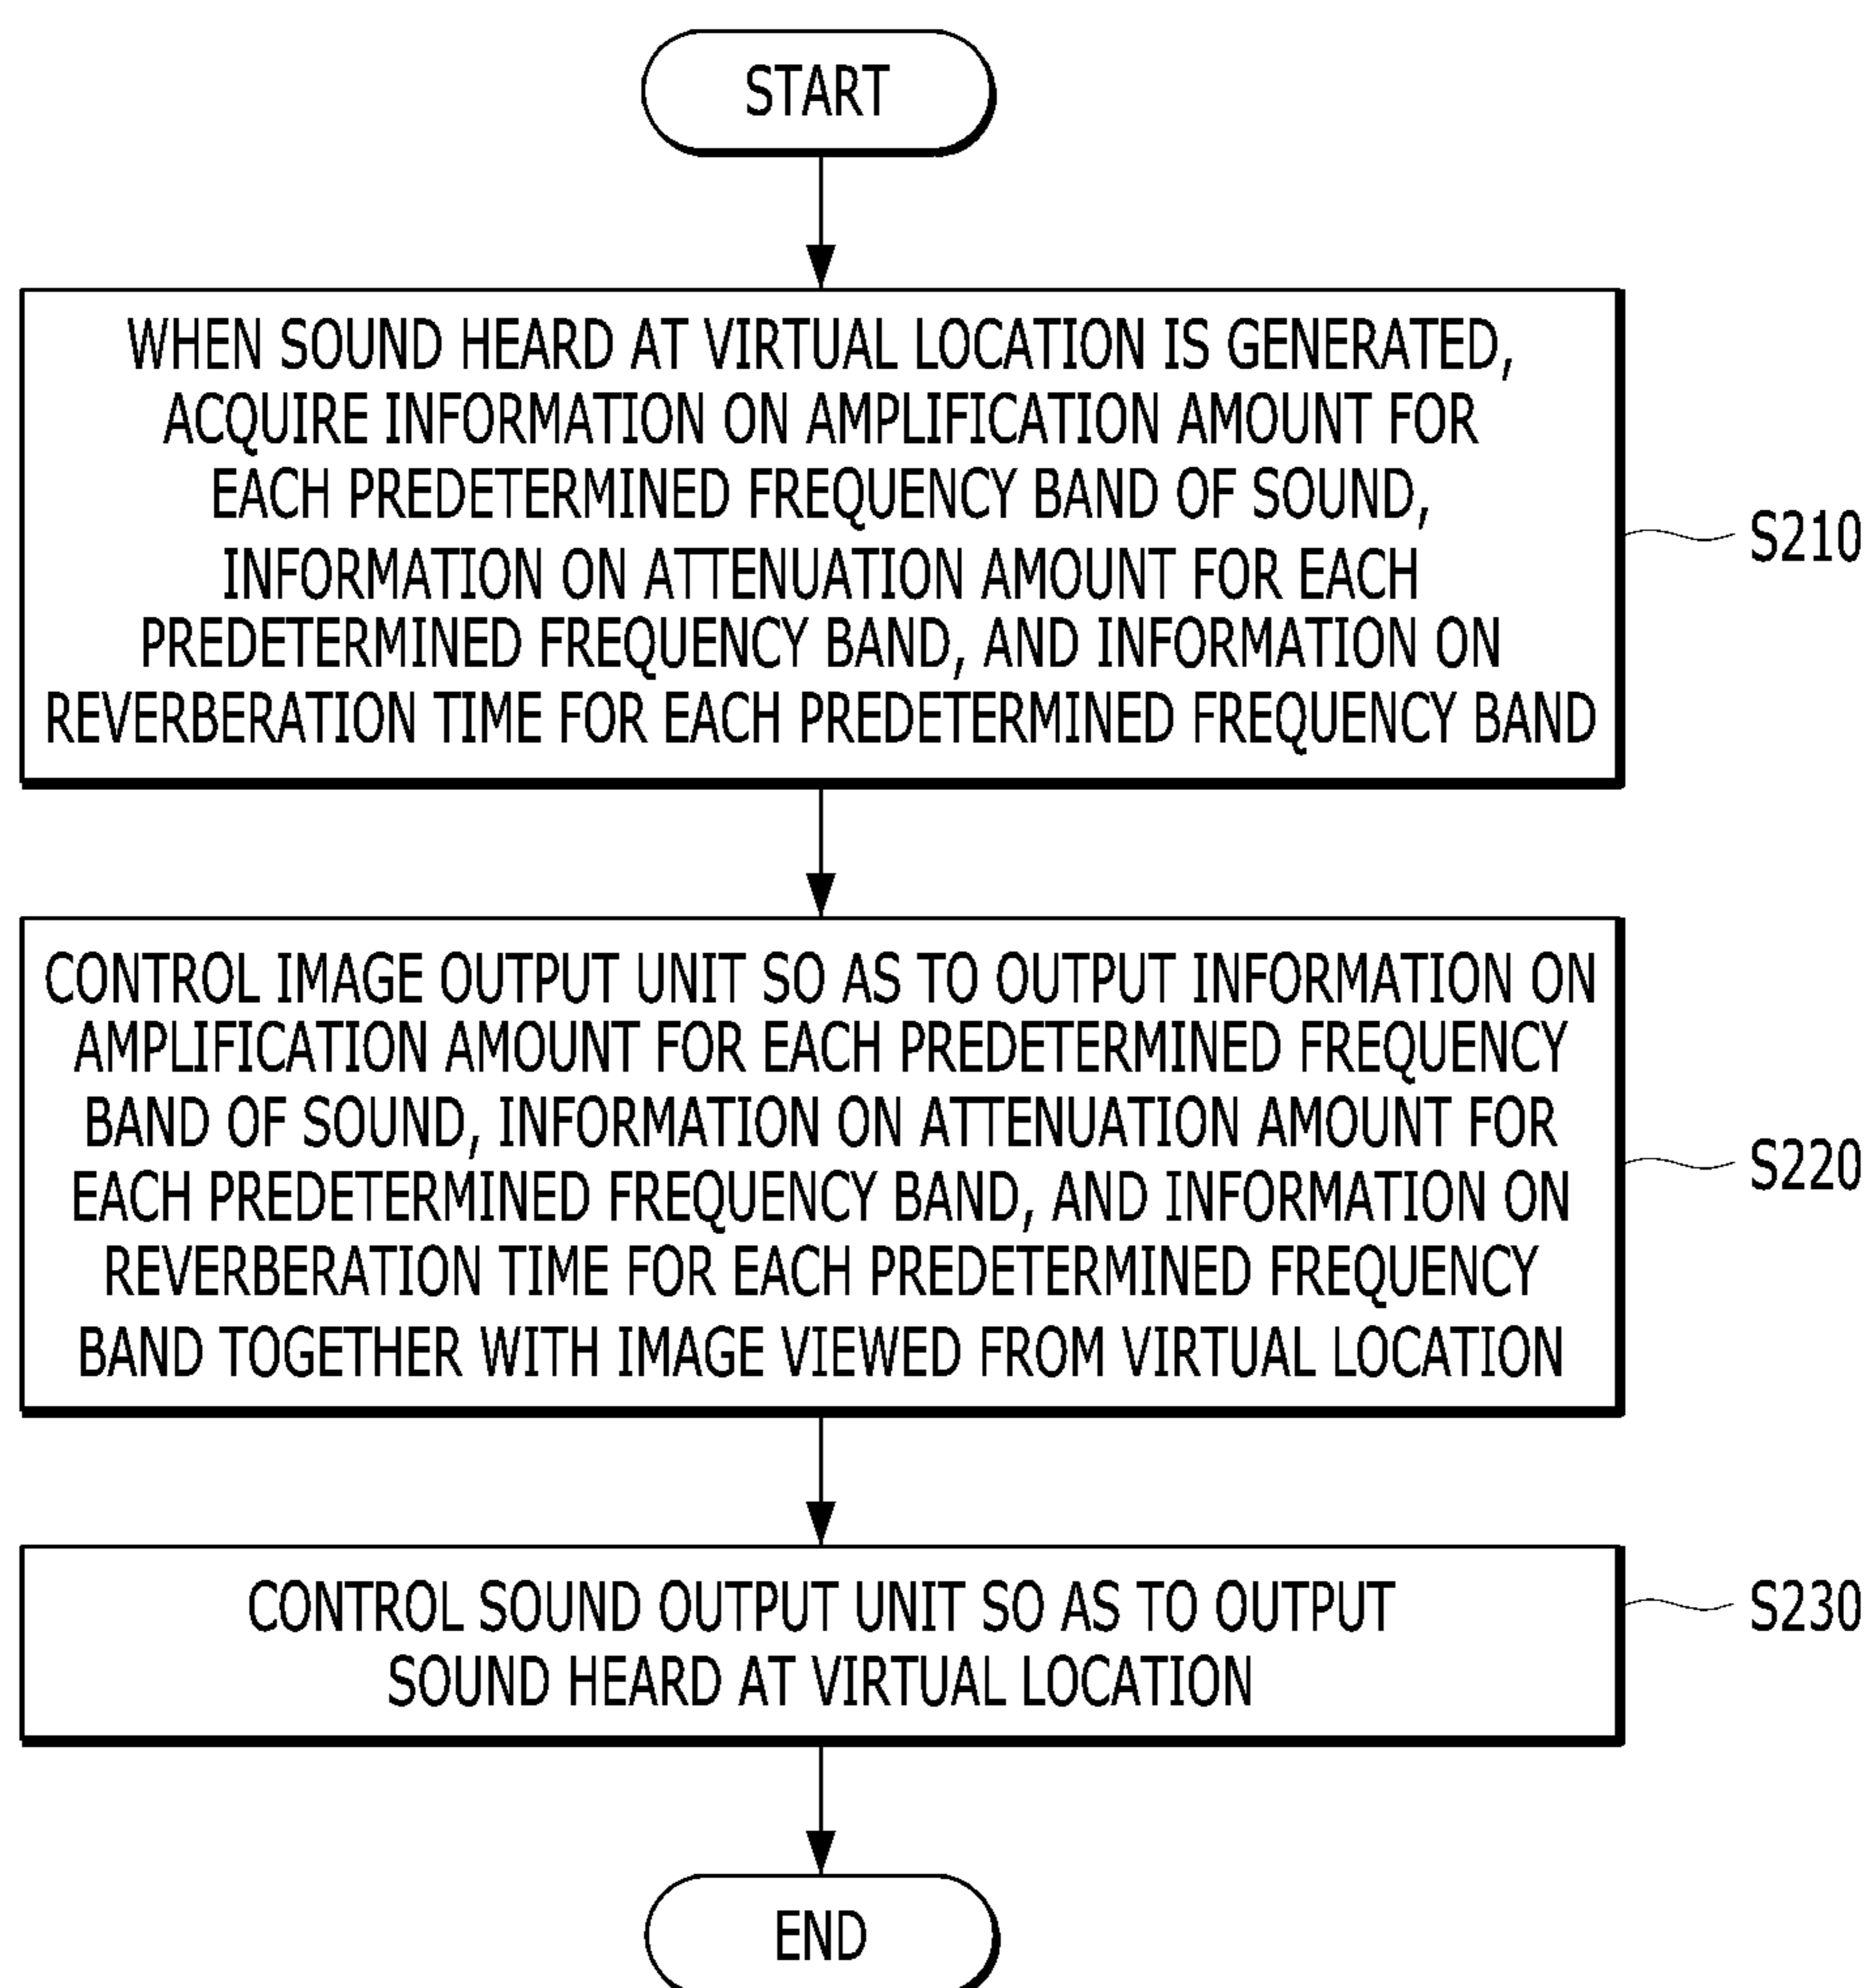 START
WHEN SOUND HEARD AT VIRTUAL LOCATION IS GENERATED,
ACQUIRE INFORMATION ON AMPLIFICATION AMOUNT FOR
EACH PREDETERMINED FREQUENCY BAND OF SOUND,
INFORMATION ON ATTENUATION AMOUNT FOR EACH
PREDETERMINED FREQUENCY BAND, AND INFORMATION ON
REVERBERATION TIME FOR EACH PREDETERMINED FREQUENCY BAND
S210
CONTROL IMAGE OUTPUT UNIT SO AS TO OUTPUT INFORMATION ON
AMPLIFICATION AMOUNT FOR EACH PREDETERMINED FREQUENCY
BAND OF SOUND, INFORMATION ON ATTENUATION AMOUNT FOR
EACH PREDETERMINED FREQUENCY BAND, AND INFORMATION ON
REVERBERATION TIME FOR EACH PREDETERMINED FREQUENCY
BAND TOGETHER WITH IMAGE VIEWED FROM VIRTUAL LOCATION
S220
CONTROL SOUND OUTPUT UNIT SO AS TO OUTPUT
SOUND HEARD AT VIRTUAL LOCATION
S230
END